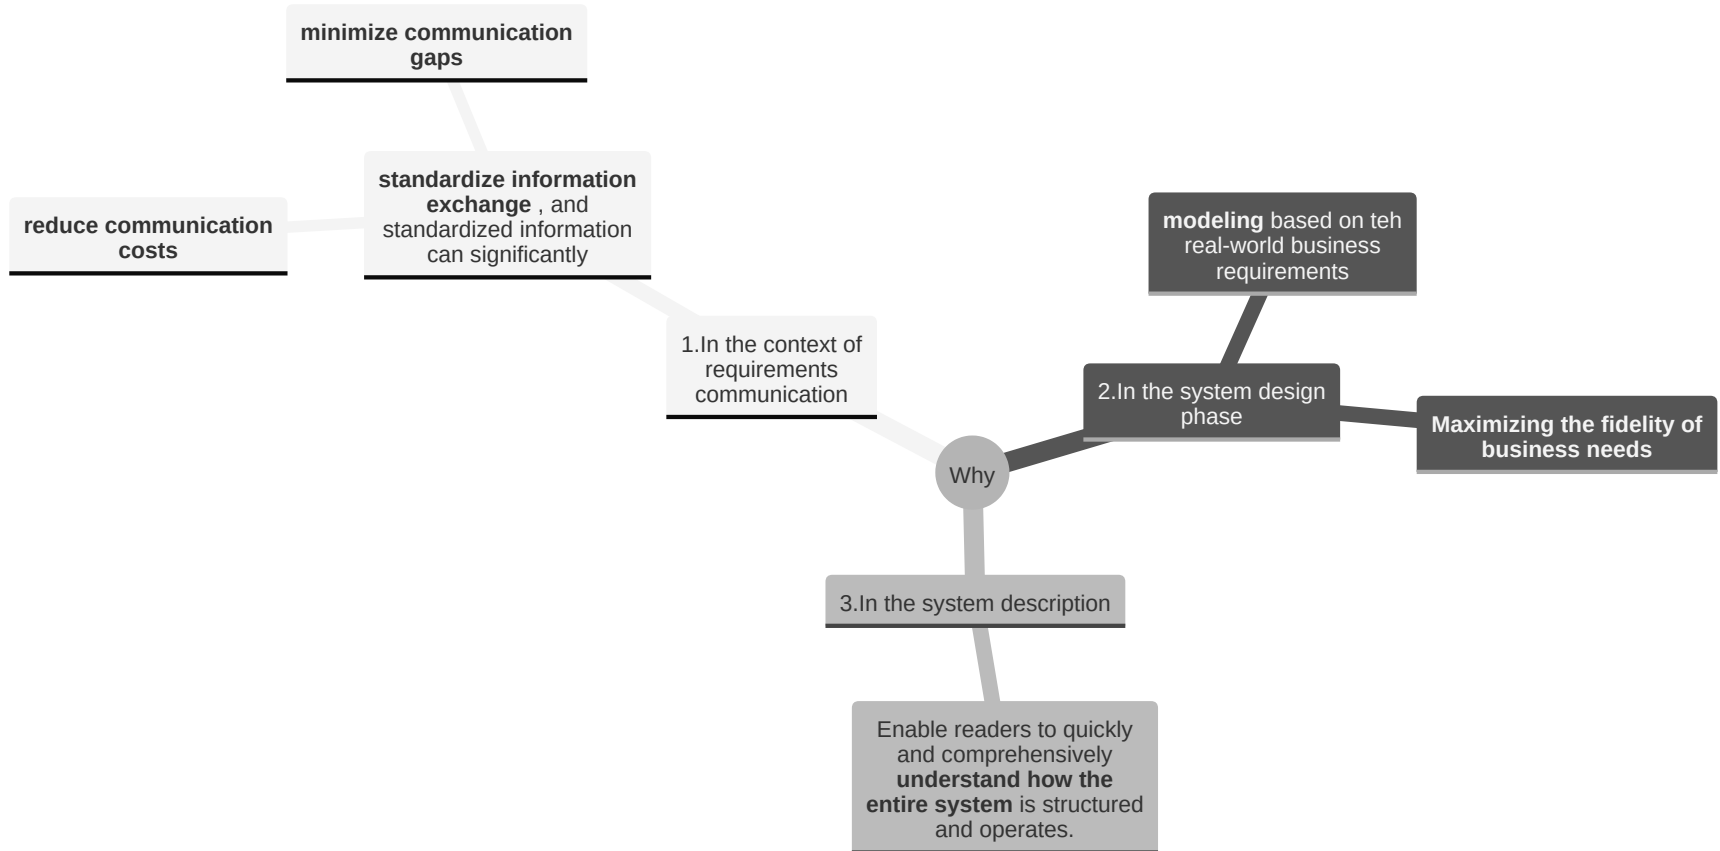 minimize communication
gaps
standardize information
exchange , and
standardized information
can significantly
reduce communication
costs
1.In the context of
requirements
communication
modeling based on teh
real-world business
requirements
2.In the system design
phase
Maximizing the fidelity of
business needs
Why
3.In the system description
Enable readers to quickly
and comprehensively
understand how the
entire system is structured
and operates.